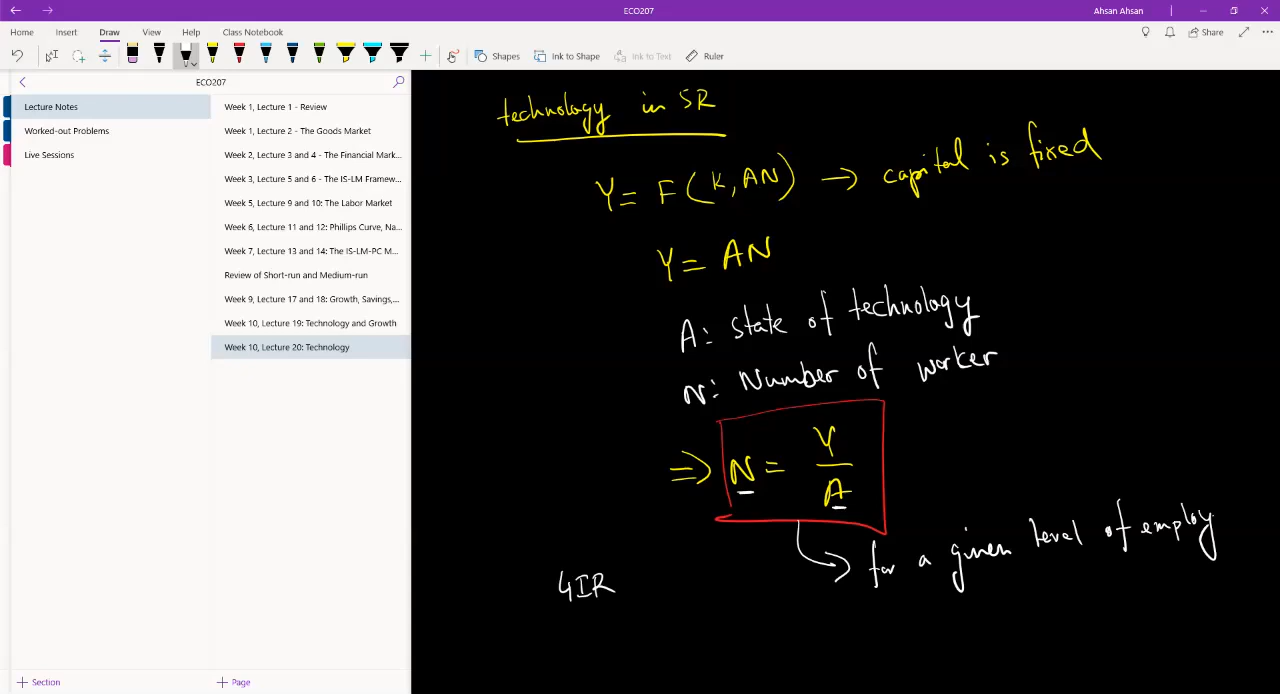 ECO207
Ahsan Ahsan
Home Insert Draw View Help Class Notebook
Share
Shapes Ink to Shape Ink to Text Ruler
ECO207
Lecture Notes
Worked-out Problems
Live Sessions
Week 1, Lecture 1 - Review
Week 1, Lecture 2 - The Goods Market
Week 2, Lecture 3 and 4 - The Financial Mark...
Week 3, Lecture 5 and 6 - The IS-LM Framew...
Week 5, Lecture 9 and 10: The Labor Market
Week 6, Lecture 11 and 12: Phillips Curve, Na...
Week 7, Lecture 13 and 14: The IS-LM-PC M...
Review of Short-run and Medium-run
Week 9, Lecture 17 and 18: Growth, Savings,...
Week 10, Lecture 19: Technology and Growth
Week 10, Lecture 20: Technology
+ Section
+ Page
technology in SR
Y = F(K, AN) → capital is fixed
Y = AN
A: state of technology
N: Number of worker
⇒ N = Y/A
for a given level of employ
4IR